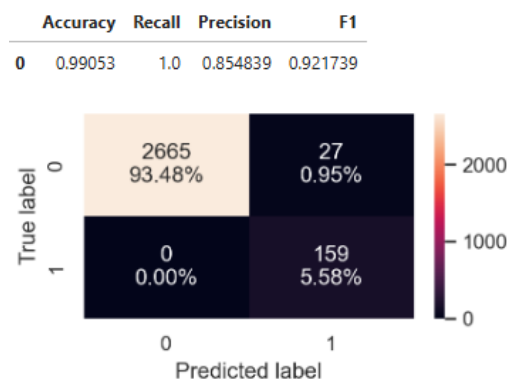 Accuracy Recall Precision F1
0 0.99053 1.0 0.854839 0.921739
2665 27
93.48% 0.95%
0 0
159
0.00% 5.58%
1
True label
0 1
Predicted label
2000
1000
0